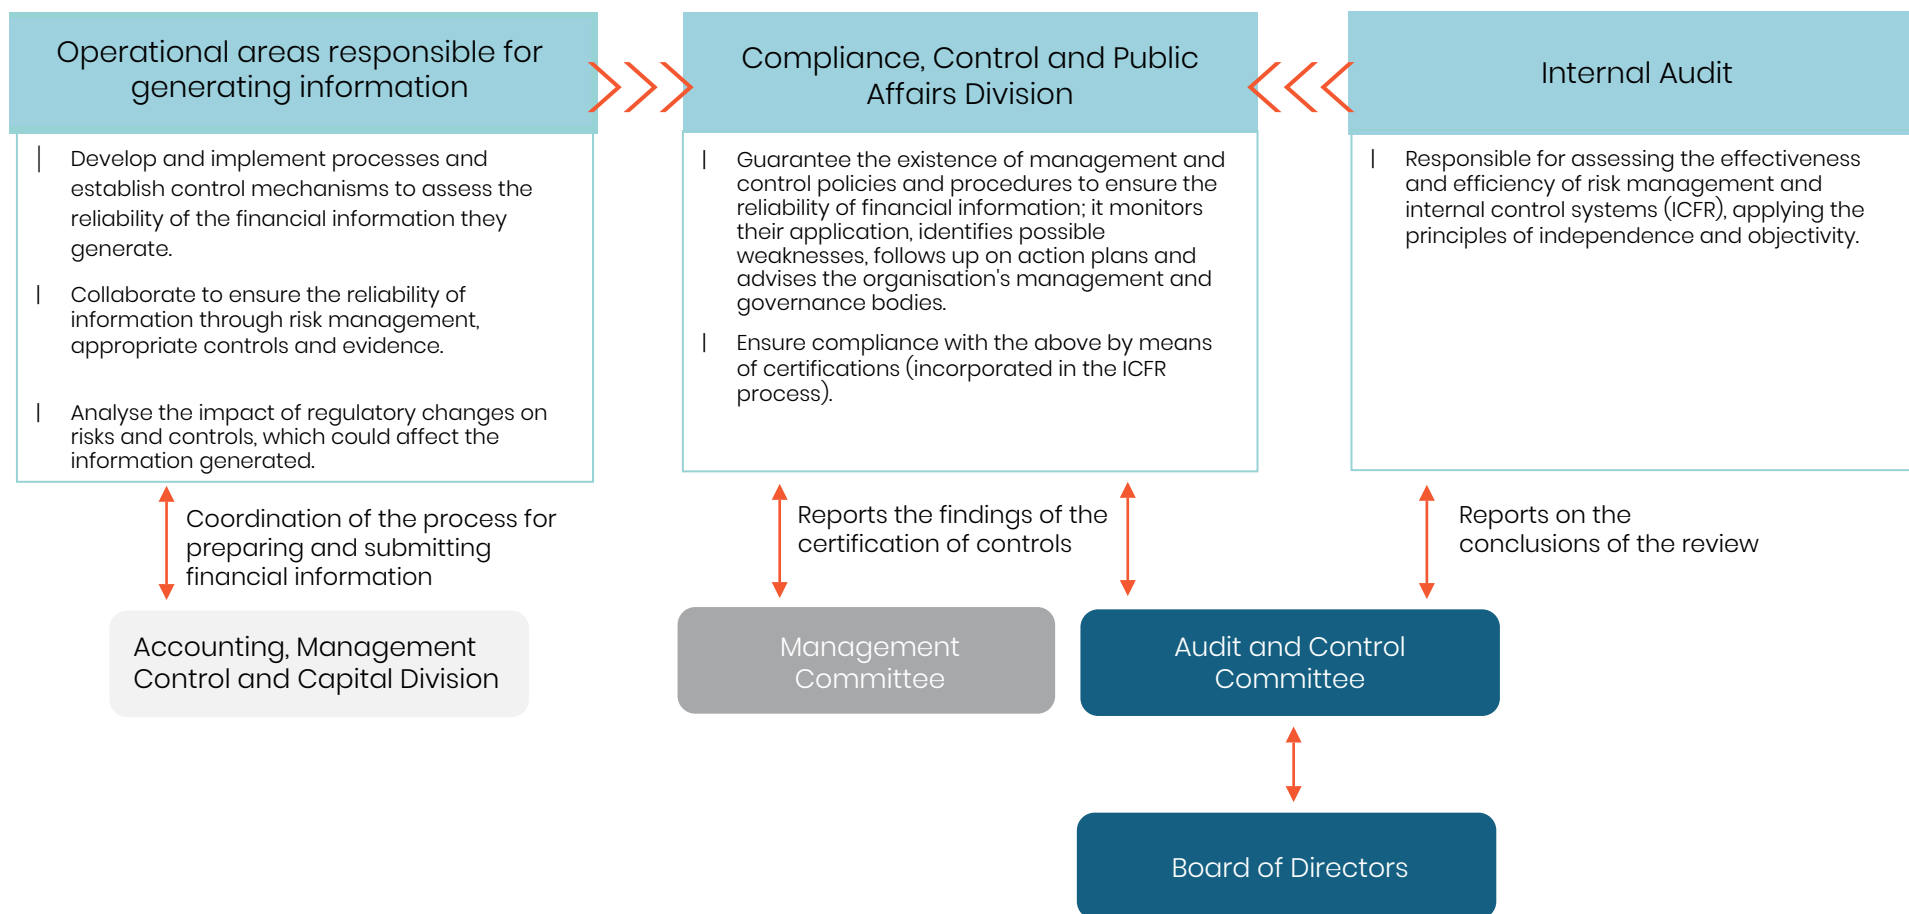 Operational areas responsible for
generating information
| Develop and implement processes and
establish control mechanisms to assess the
reliability of the financial information they
generate.
| Collaborate to ensure the reliability of
information through risk management,
appropriate controls and evidence.
| Analyse the impact of regulatory changes on
risks and controls, which could affect the
information generated.
Compliance, Control and Public
Affairs Division
| Guarantee the existence of management and
control policies and procedures to ensure the
reliability of financial information; it monitors
their application, identifies possible
weaknesses, follows up on action plans and
advises the organisation's management and
governance bodies.
| Ensure compliance with the above by means
of certifications (incorporated in the ICFR
process).
Internal Audit
| Responsible for assessing the effectiveness
and efficiency of risk management and
internal control systems (ICFR), applying the
principles of independence and objectivity.
Coordination of the process for
preparing and submitting
financial information
Reports the findings of the
certification of controls
Reports on the
conclusions of the review
Accounting, Management
Control and Capital Division
Management
Committee
Audit and Control
Committee
Board of Directors